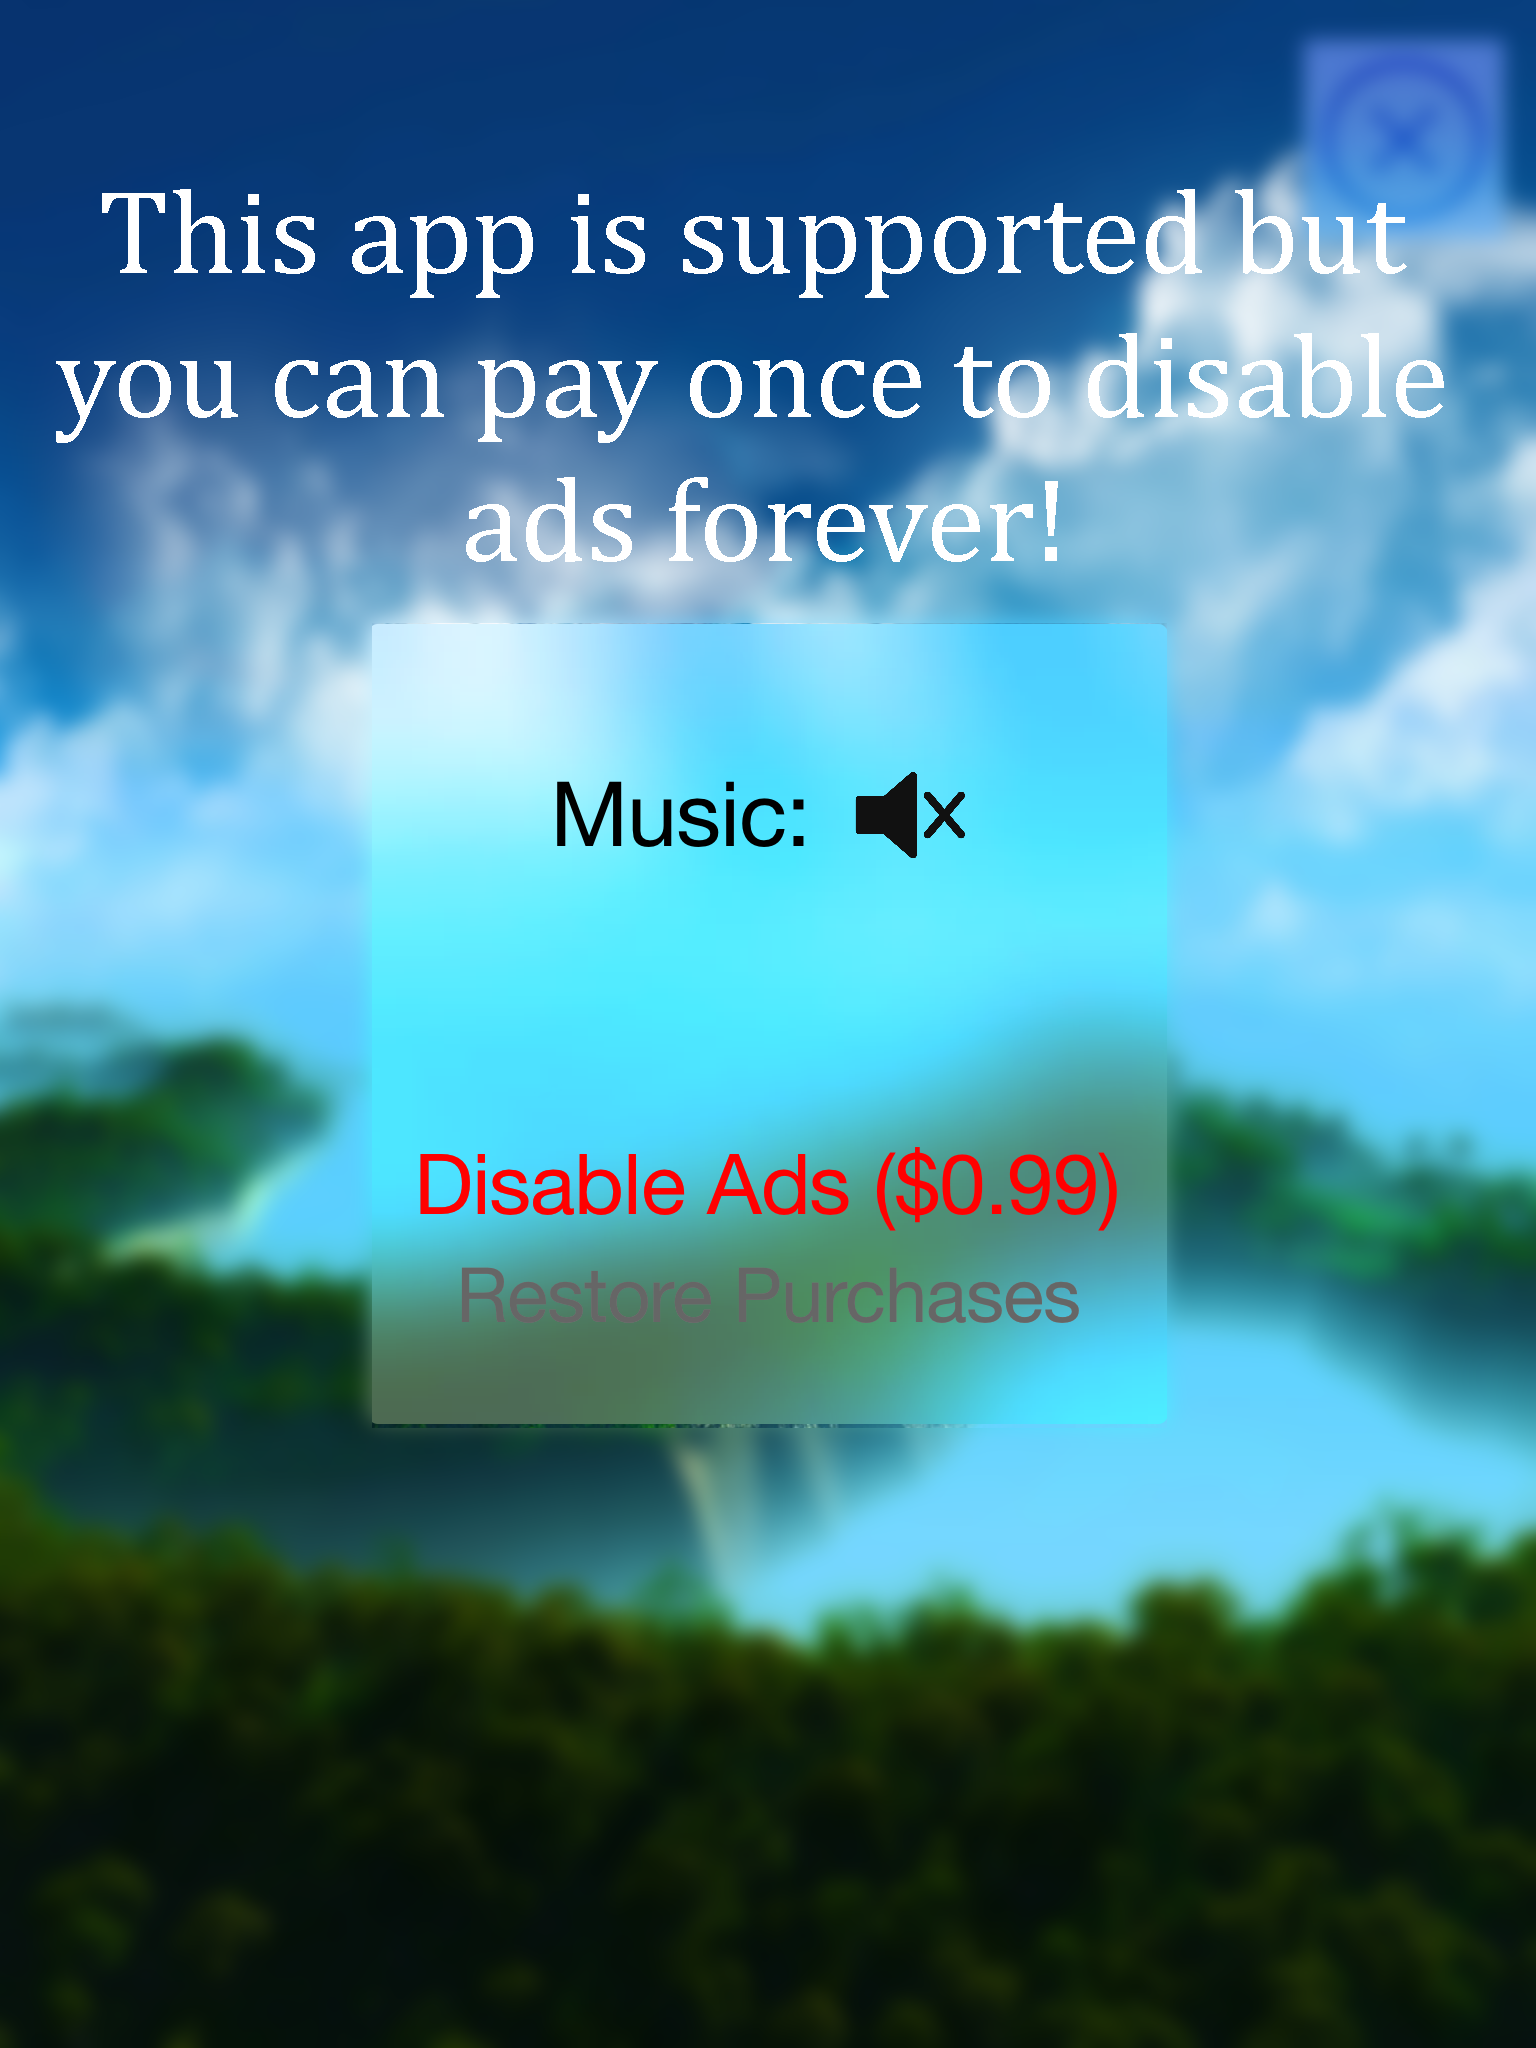 This app is supported but
you can pay once to disable
ads forever!
Music:
Disable Ads ($0.99)
Restore Purchases